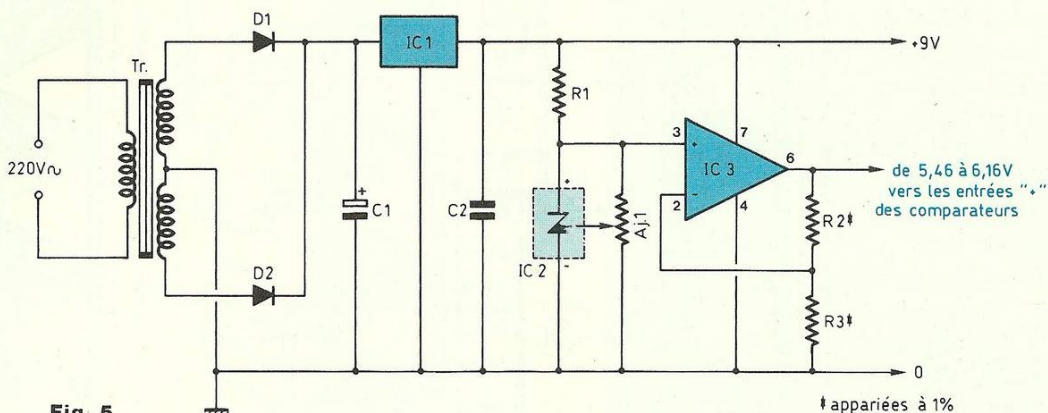 D1
IC 1
+9V
Tr.
R1
3
+
7
220V∿
IC 3
6
de 5,46 à 6,16V
vers les entrées "+"
des comparateurs
+
C1
C2
+
2
-
4
R2*
Aj.1
IC 2
-
D2
R3*
0
Fig. 5
* appariées à 1%